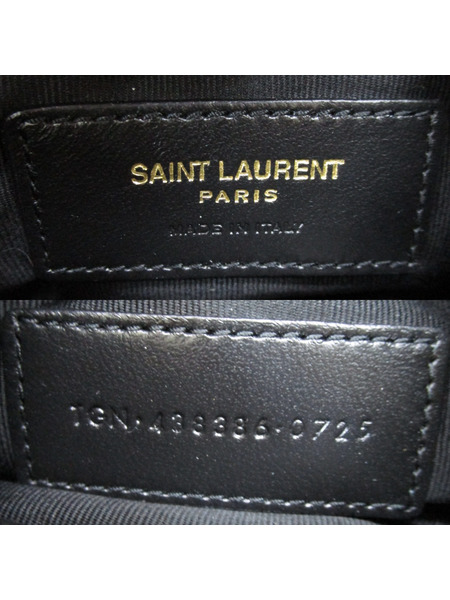 SAINT LAURENT
PARIS
MADE IN ITALY
TGN·438386·0725